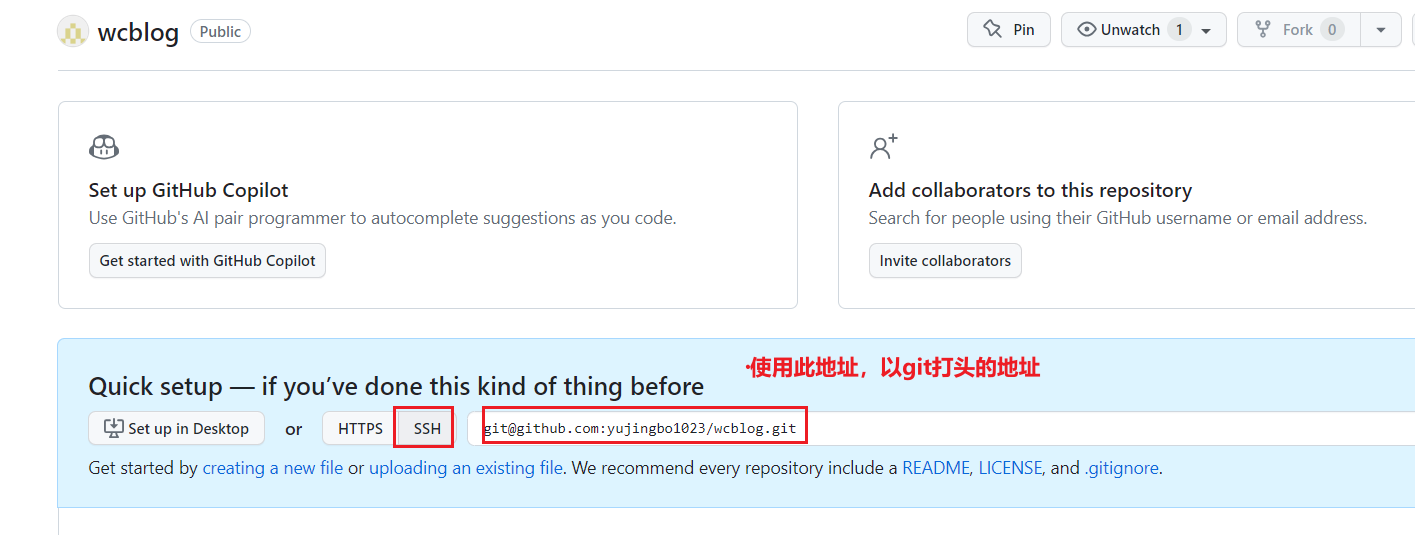 wcblog Public Pin Unwatch 1 Fork 0
Set up GitHub Copilot
Use GitHub's AI pair programmer to autocomplete suggestions as you code.
Get started with GitHub Copilot
Add collaborators to this repository
Search for people using their GitHub username or email address.
Invite collaborators
·使用此地址，以git打头的地址
Quick setup — if you’ve done this kind of thing before
Set up in Desktop or HTTPS SSH git@github.com:yujingbo1023/wcblog.git
Get started by creating a new file or uploading an existing file. We recommend every repository include a README, LICENSE, and .gitignore.